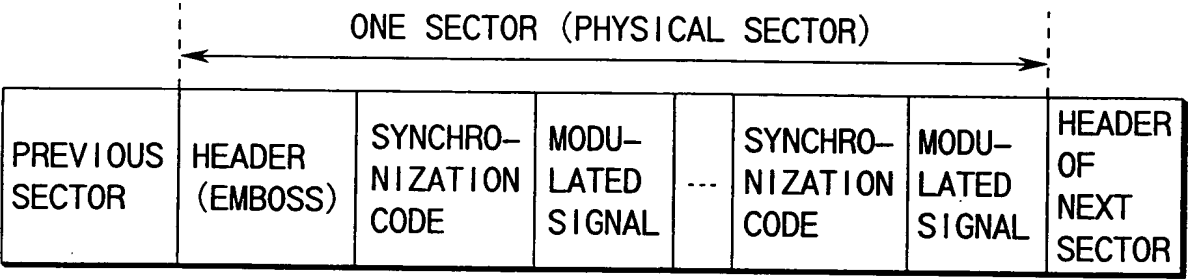 ONE SECTOR (PHYSICAL SECTOR)
PREVIOUS
SECTOR
HEADER
(EMBOSS)
SYNCHRO–
NIZATION
CODE
MODU–
LATED
SIGNAL
---
SYNCHRO–
NIZATION
CODE
MODU–
LATED
SIGNAL
HEADER
OF
NEXT
SECTOR